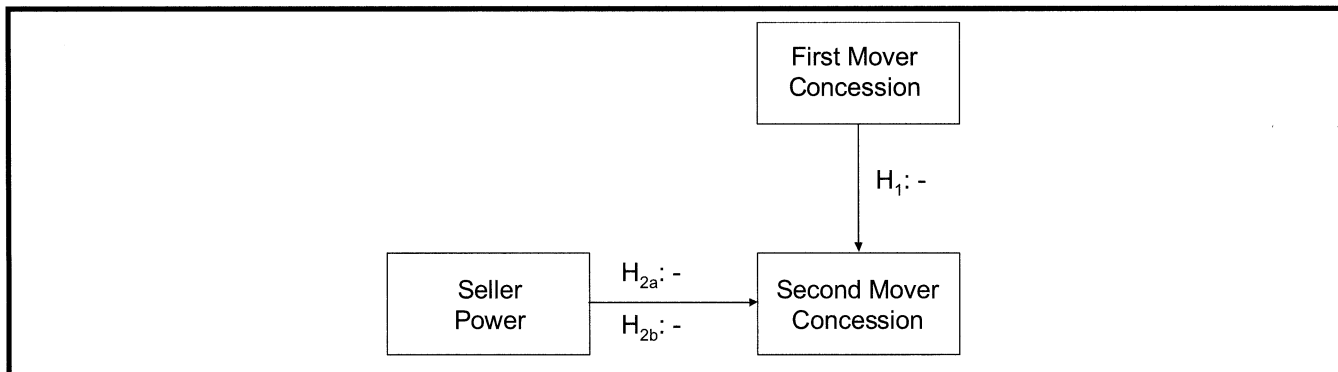 First Mover
Concession
H₁: -
H₂ₐ: -
Seller
Power
Second Mover
Concession
H₂b: -